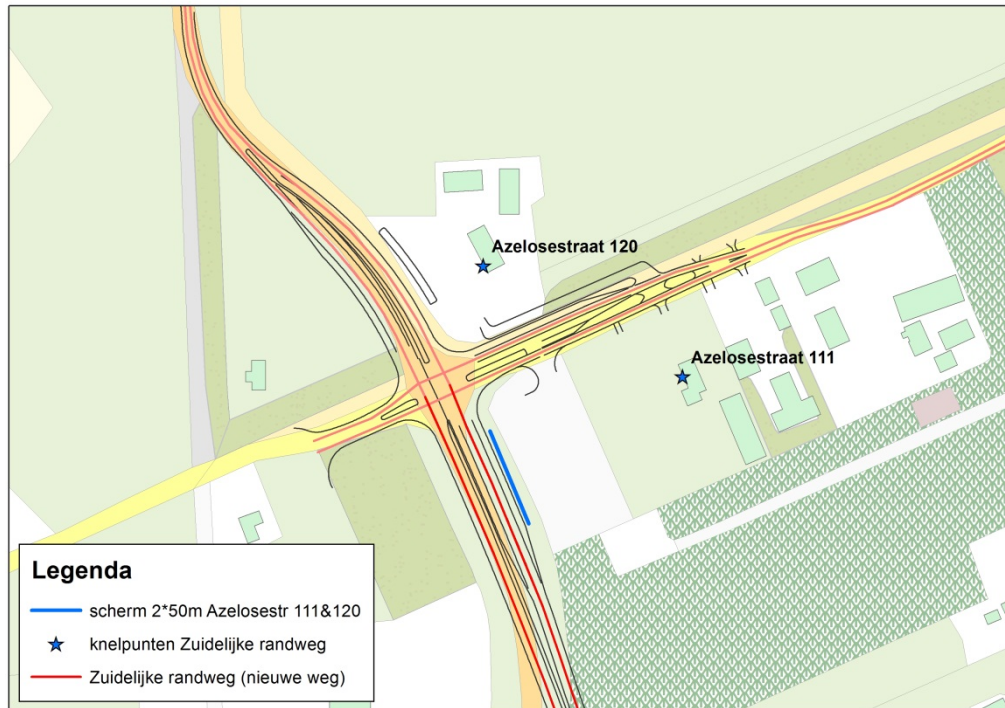 Azelosestraat 120
Azelosestraat 111
Legenda
scherm 2*50m Azelosestr 111&120
knelpunten Zuidelijke randweg
Zuidelijke randweg (nieuwe weg)